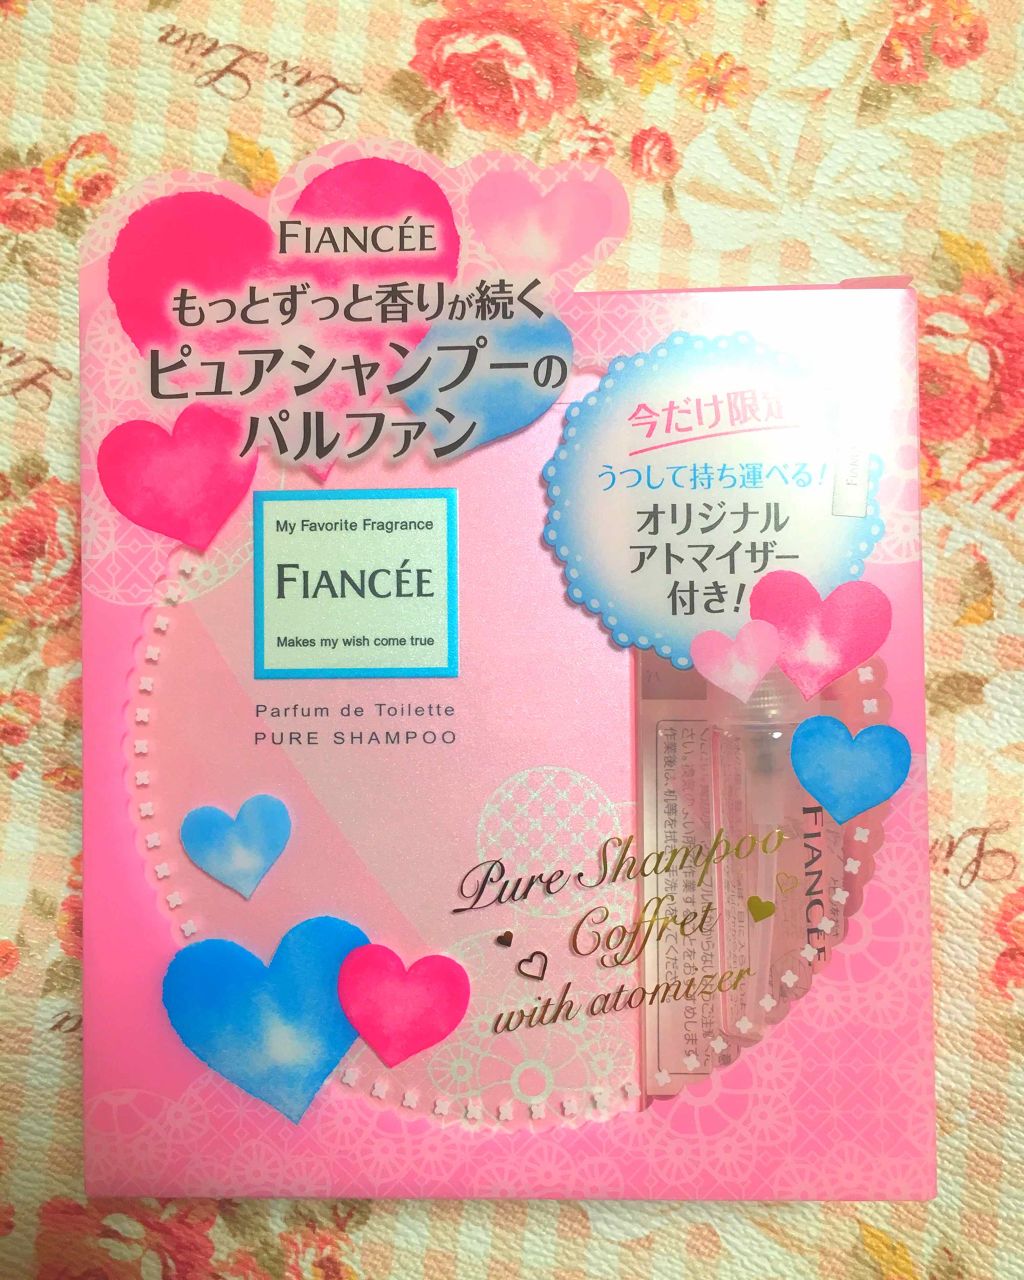 Liz Lisa
FIANCÉE
もっとずっと香りが続く
ピュアシャンプーの
パルファン
今だけ限定
うつして持ち運べる!
オリジナル
アトマイザー
付き!
My Favorite Fragrance
FIANCÉE
Makes my wish come true
Parfum de Toilette
PURE SHAMPOO
Pure Shampoo
Coffret
with atomizer
FIANCÉE